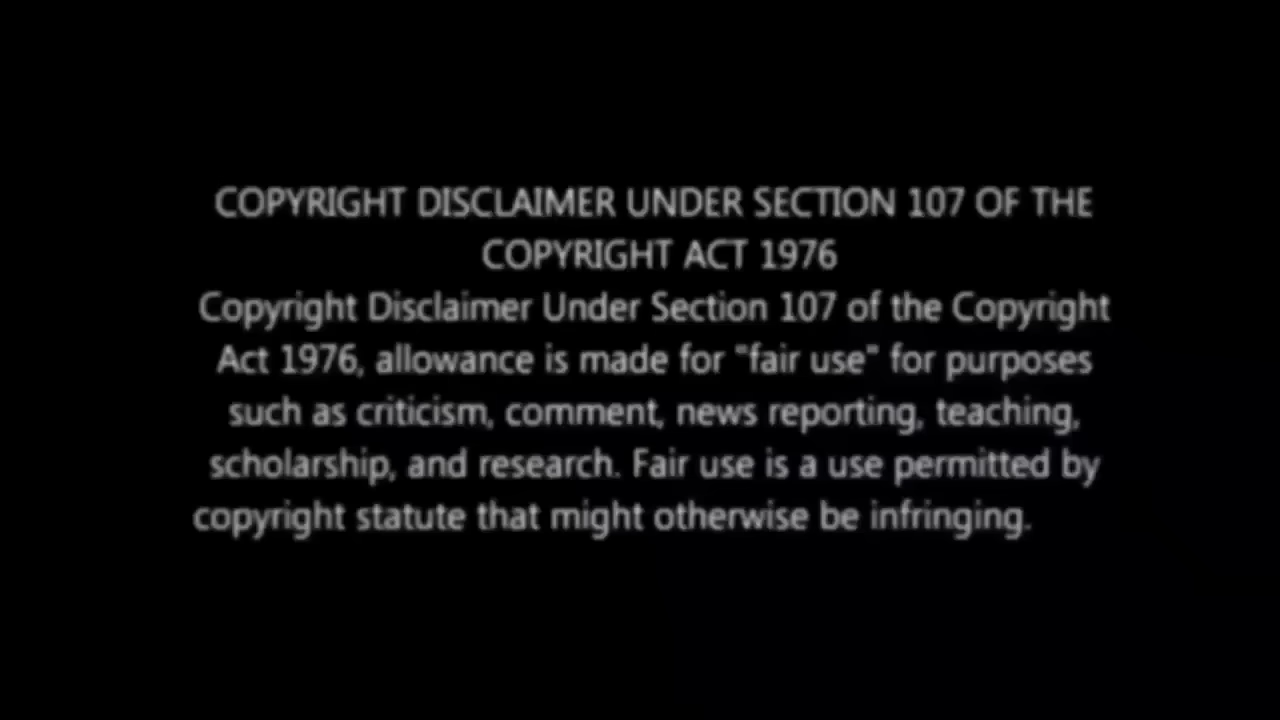 COPYRIGHT DISCLAIMER UNDER SECTION 107 OF THE
COPYRIGHT ACT 1976
Copyright Disclaimer Under Section 107 of the Copyright
Act 1976, allowance is made for "fair use" for purposes
such as criticism, comment, news reporting, teaching,
scholarship, and research. Fair use is a use permitted by
copyright statute that might otherwise be infringing.